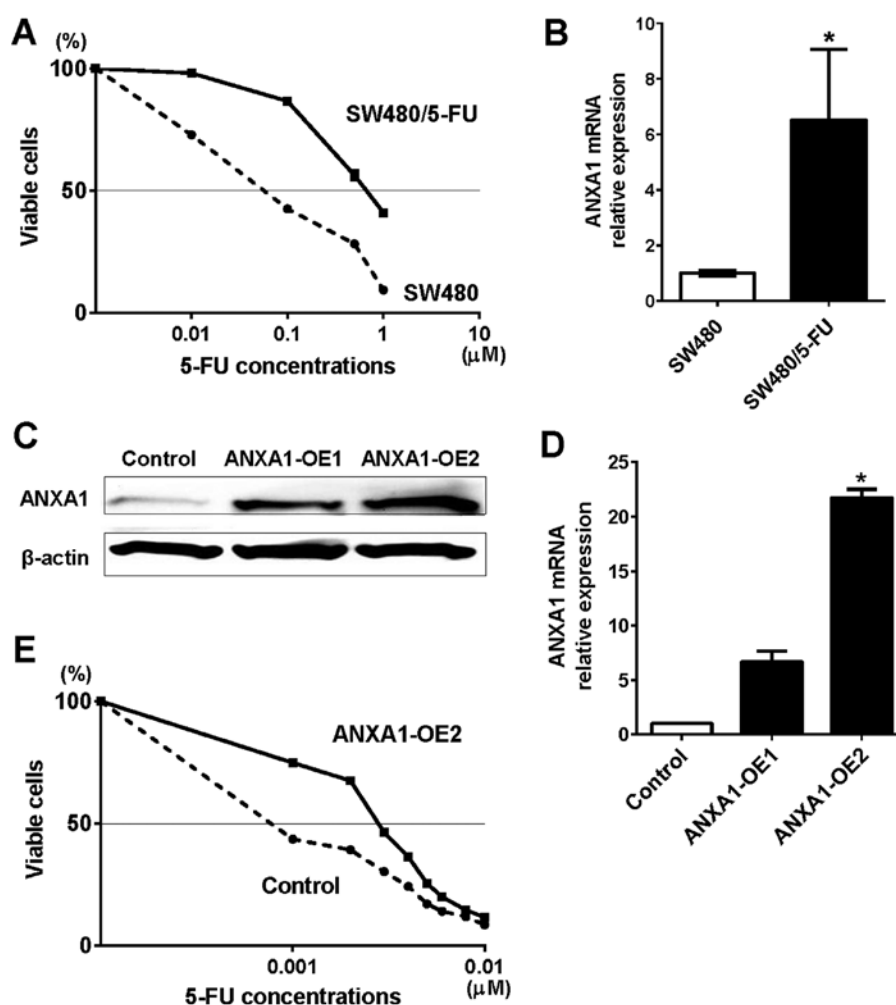 A
(%)
100
50
0
Viable cells
SW480/5-FU
SW480
0.01 0.1 1 10
(μM)
5-FU concentrations
B
ANXA1 mRNA
relative expression
10
8
6
4
2
0
*
SW480
SW480/5-FU
C
Control ANXA1-OE1 ANXA1-OE2
ANXA1
β-actin
D
ANXA1 mRNA
relative expression
25
20
15
10
5
0
*
Control
ANXA1-OE1
ANXA1-OE2
E
(%)
100
50
0
Viable cells
ANXA1-OE2
Control
0.001 0.01
(μM)
5-FU concentrations